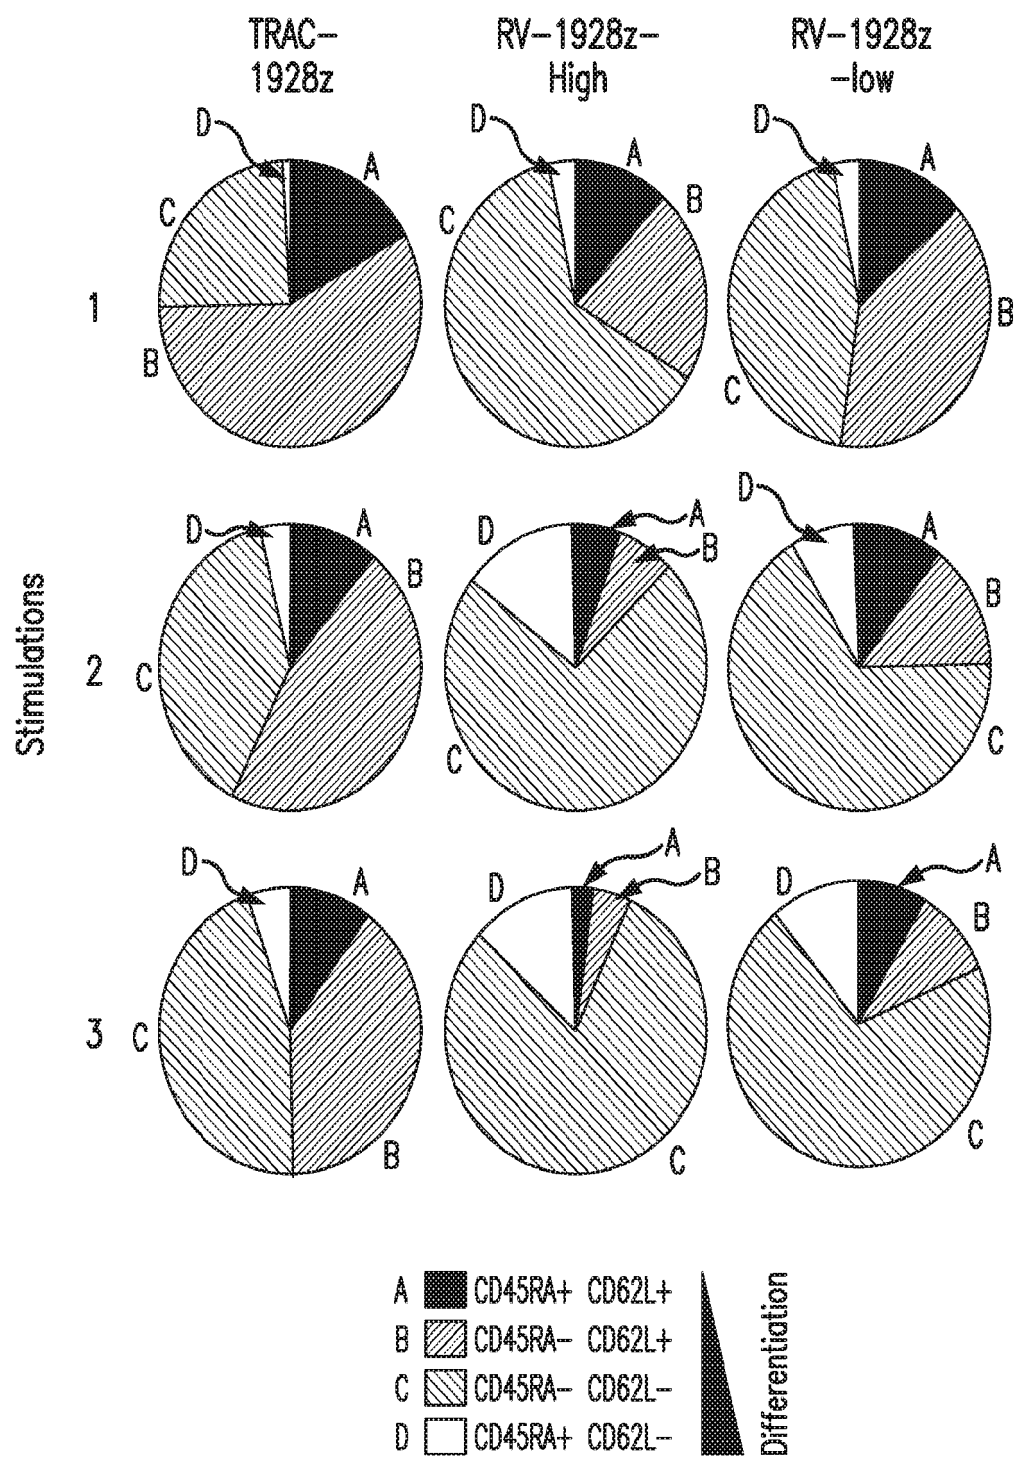 TRAC-
1928z
RV-1928z-
High
RV-1928z
-low
D
A
C
B
D
A
B
C
D
A
B
C
1
D
A
B
C
D
A
B
C
D
A
B
C
2
Stimulations
D
A
C
B
D
A
B
C
D
A
B
C
3
A CD45RA+ CD62L+
B CD45RA- CD62L+
C CD45RA- CD62L-
D CD45RA+ CD62L-
Differentiation